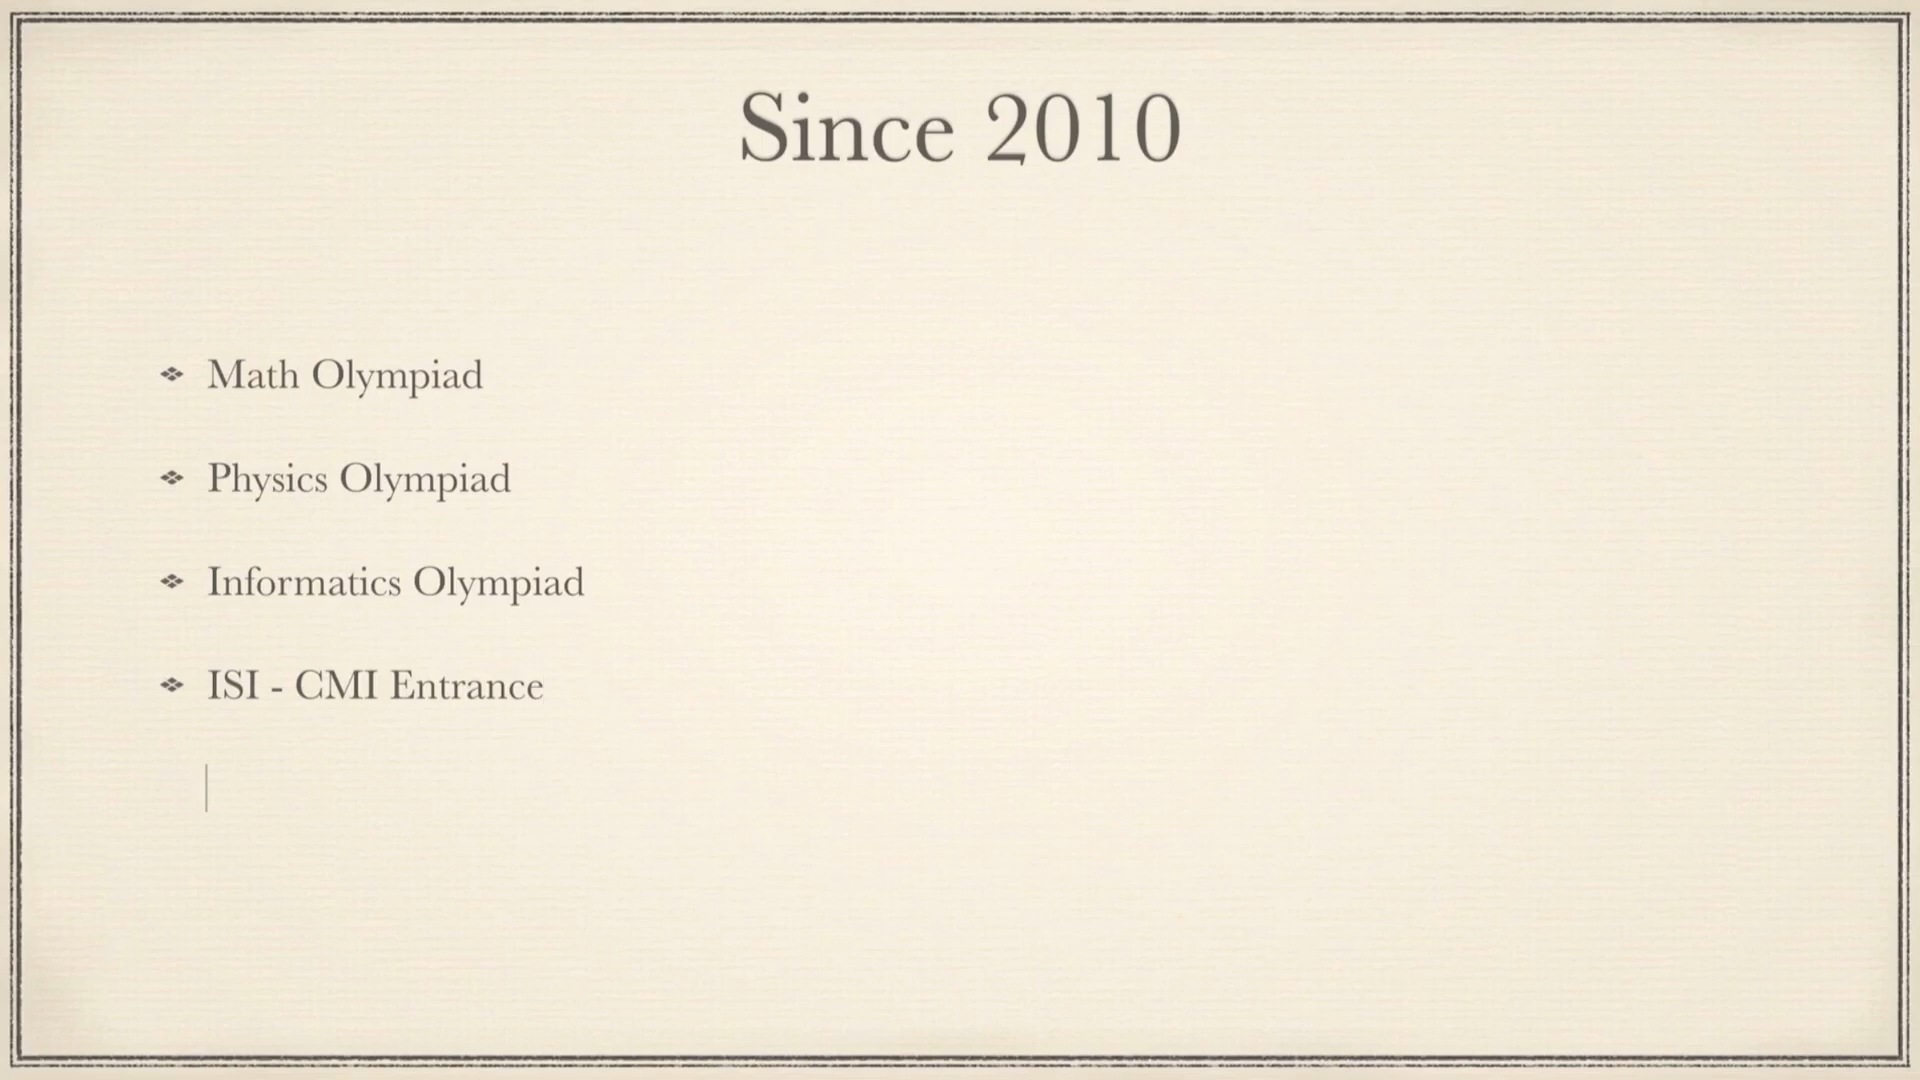 Since 2010
Math Olympiad
Physics Olympiad
Informatics Olympiad
ISI - CMI Entrance